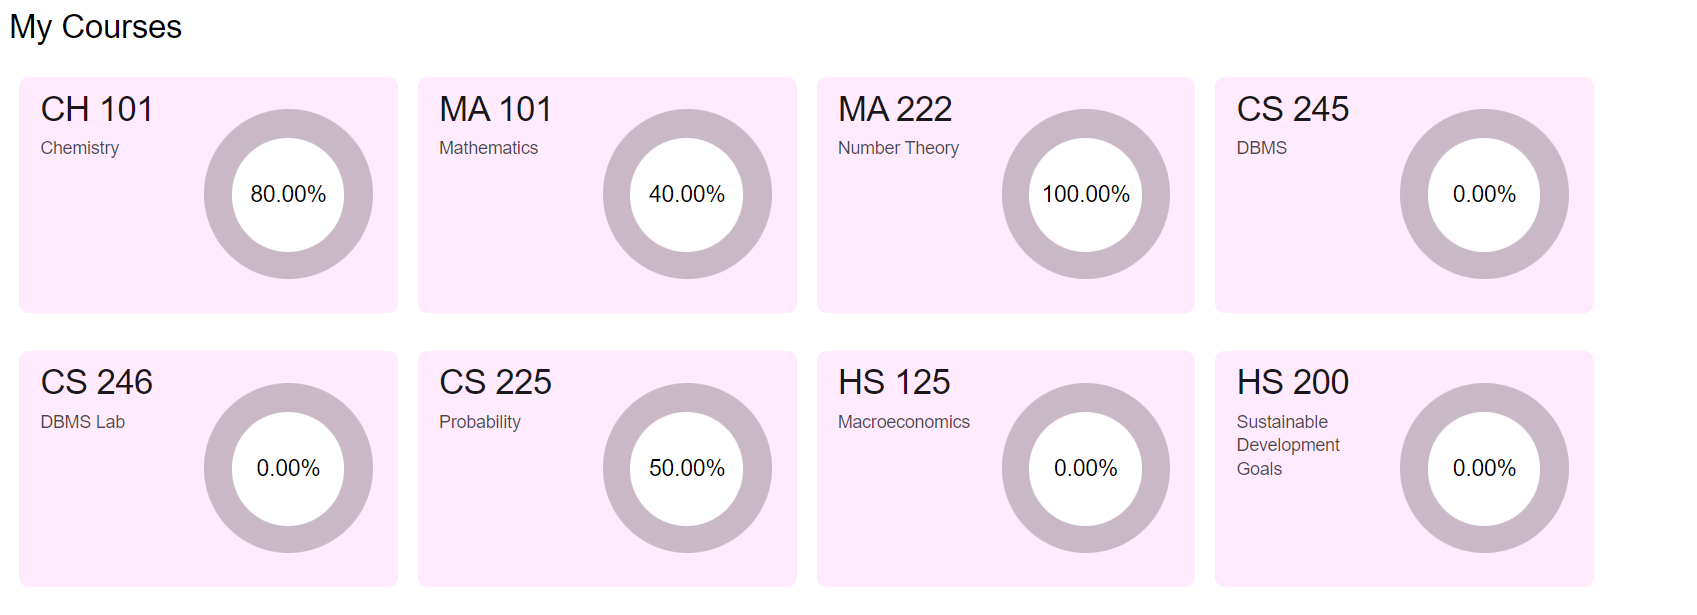 My Courses
CH 101
Chemistry
80.00%
MA 101
Mathematics
40.00%
MA 222
Number Theory
100.00%
CS 245
DBMS
0.00%
CS 246
DBMS Lab
0.00%
CS 225
Probability
50.00%
HS 125
Macroeconomics
0.00%
HS 200
Sustainable
Development
Goals
0.00%